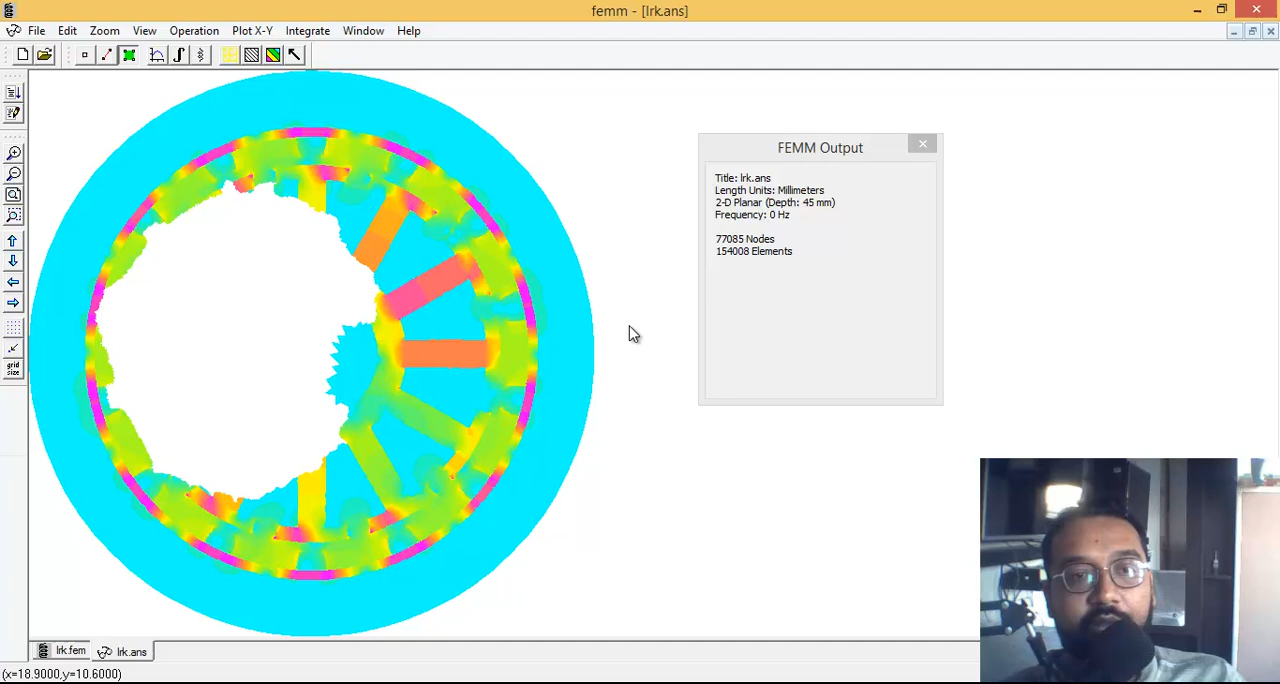 femm - [lrk.ans]
File Edit Zoom View Operation Plot X-Y Integrate Window Help
FEMM Output
Title: lrk.ans
Length Units: Millimeters
2-D Planar (Depth: 45 mm)
Frequency: 0 Hz
77085 Nodes
154008 Elements
grid
size
lrk.fem lrk.ans
(x=18.9000,y=10.6000)